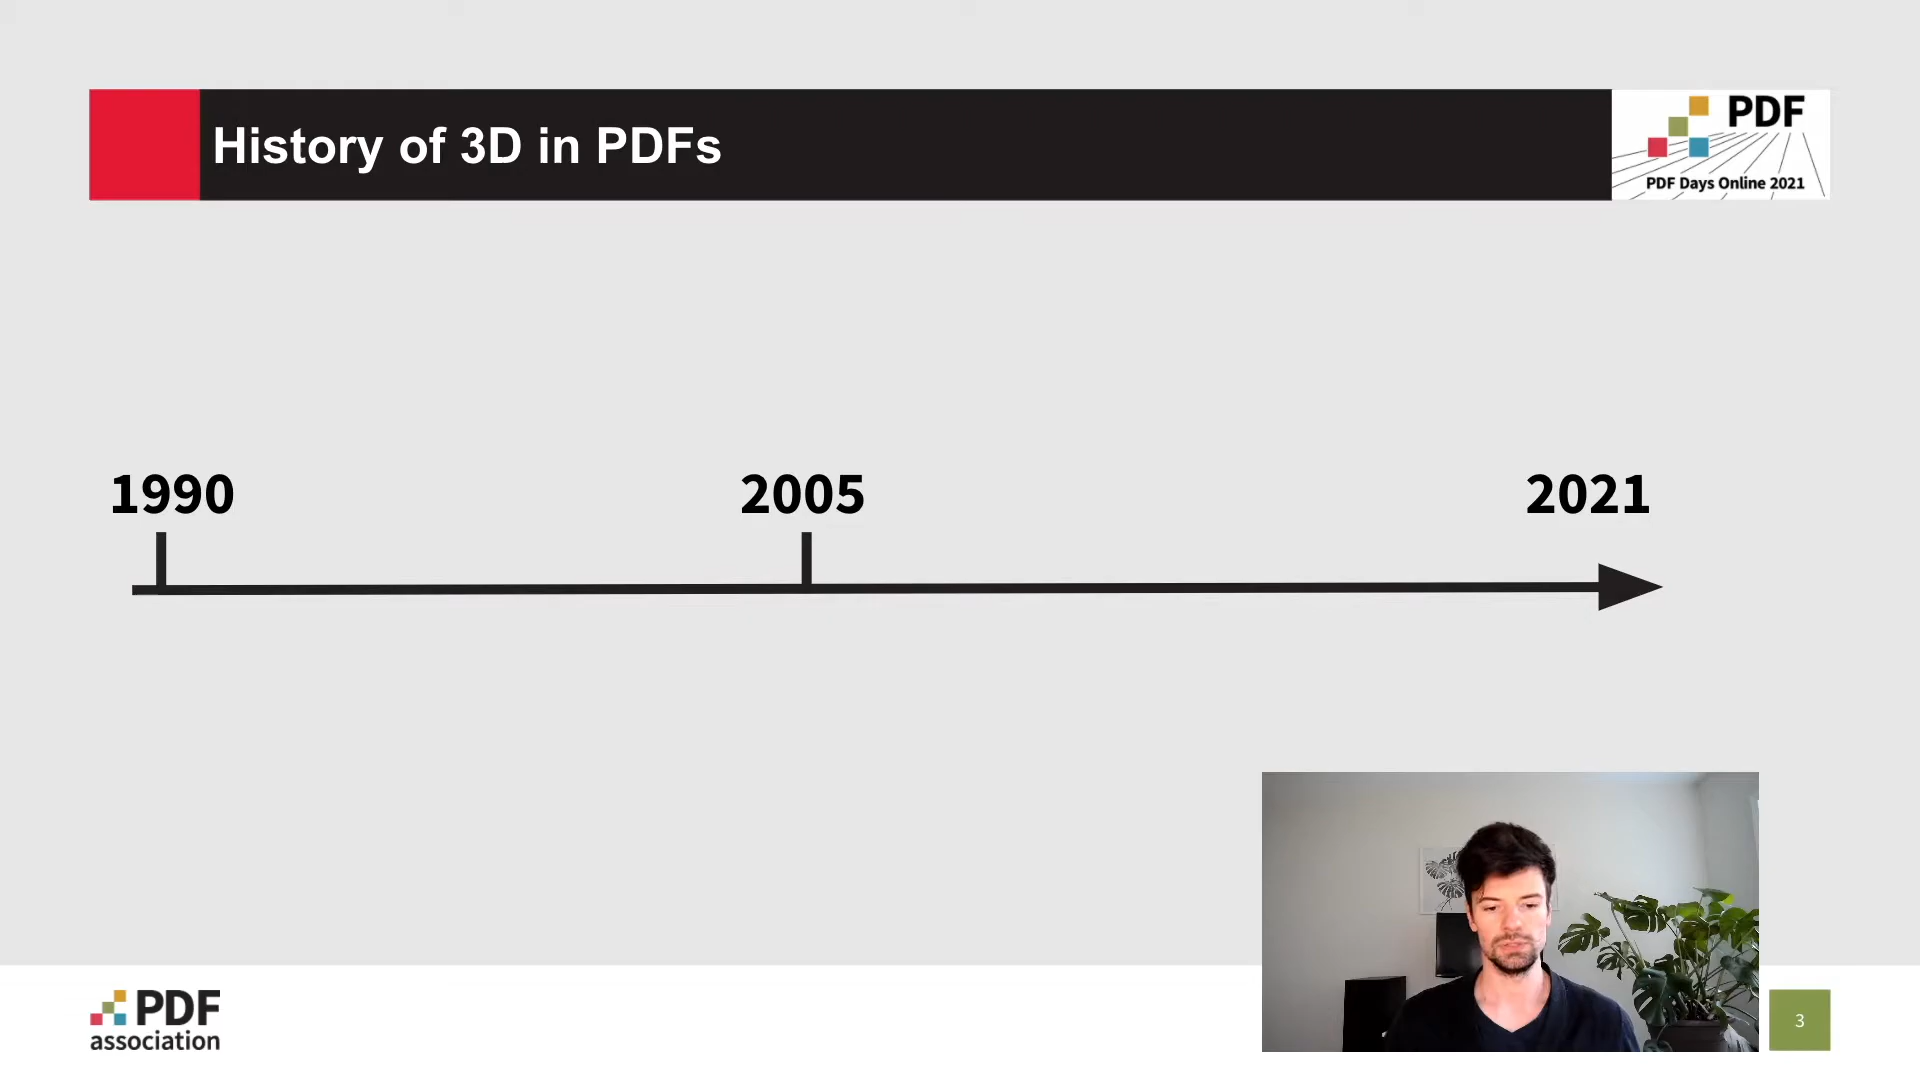 History of 3D in PDFs
PDF
PDF Days Online 2021
1990
2005
2021
PDF
association
3